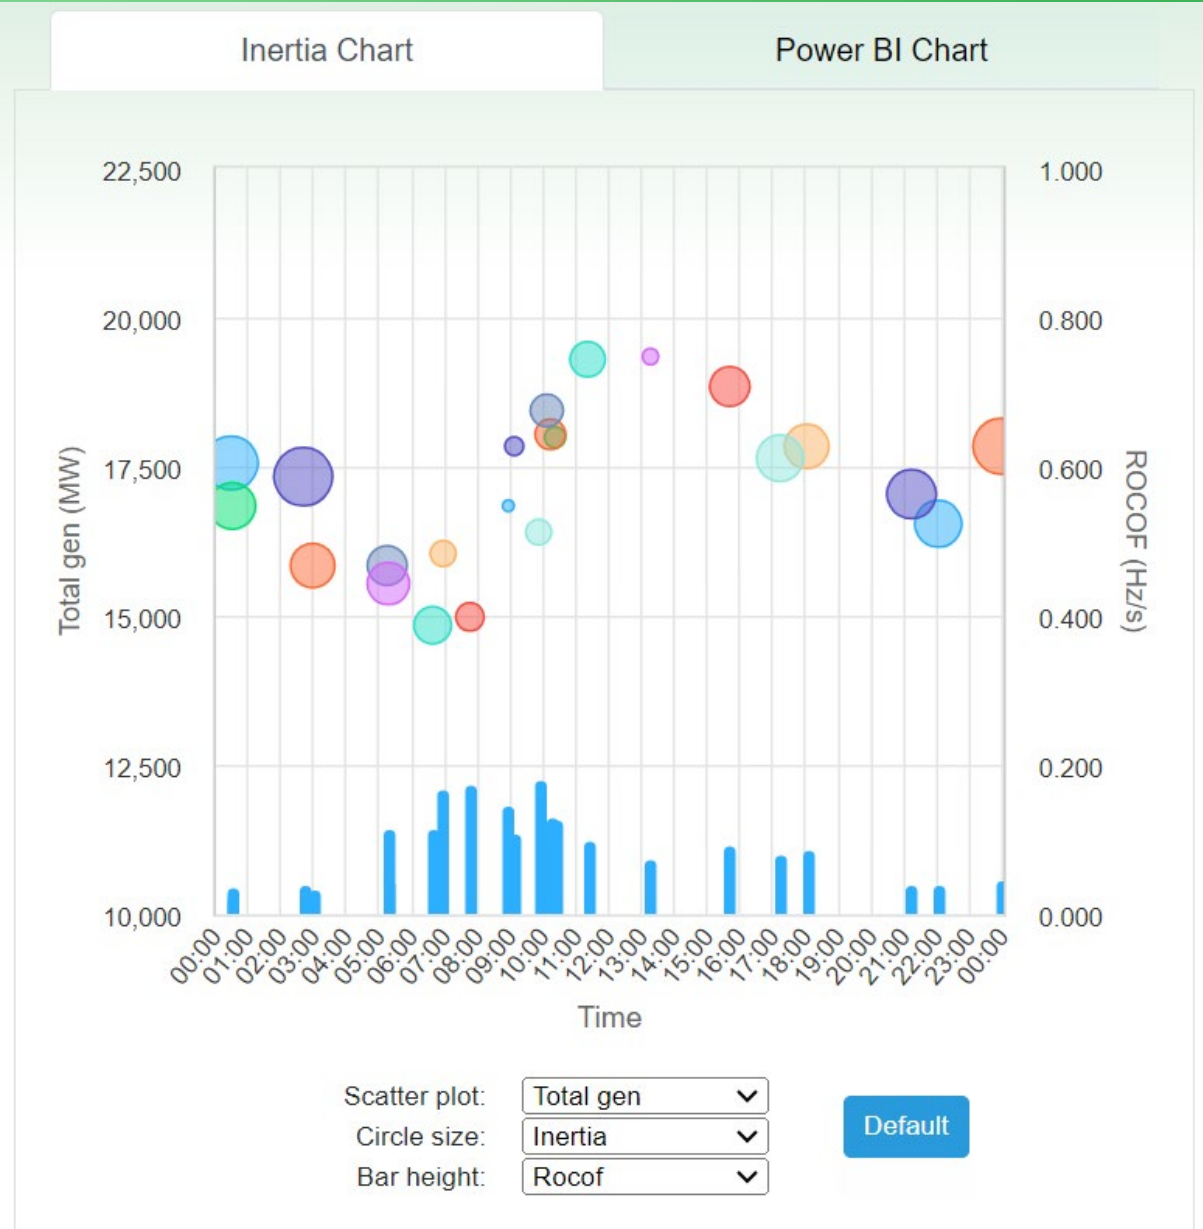 Inertia Chart Power BI Chart
22,500 1.000
20,000 0.800
17,500 0.600
15,000 0.400
12,500 0.200
10,000 0.000
Total gen (MW)
ROCOF (Hz/s)
00:00 01:00 02:00 03:00 04:00 05:00 06:00 07:00 08:00 09:00 10:00 11:00 12:00 13:00 14:00 15:00 16:00 17:00 18:00 19:00 20:00 21:00 22:00 23:00 00:00
Time
Scatter plot: Total gen
Circle size: Inertia
Bar height: Rocof
Default